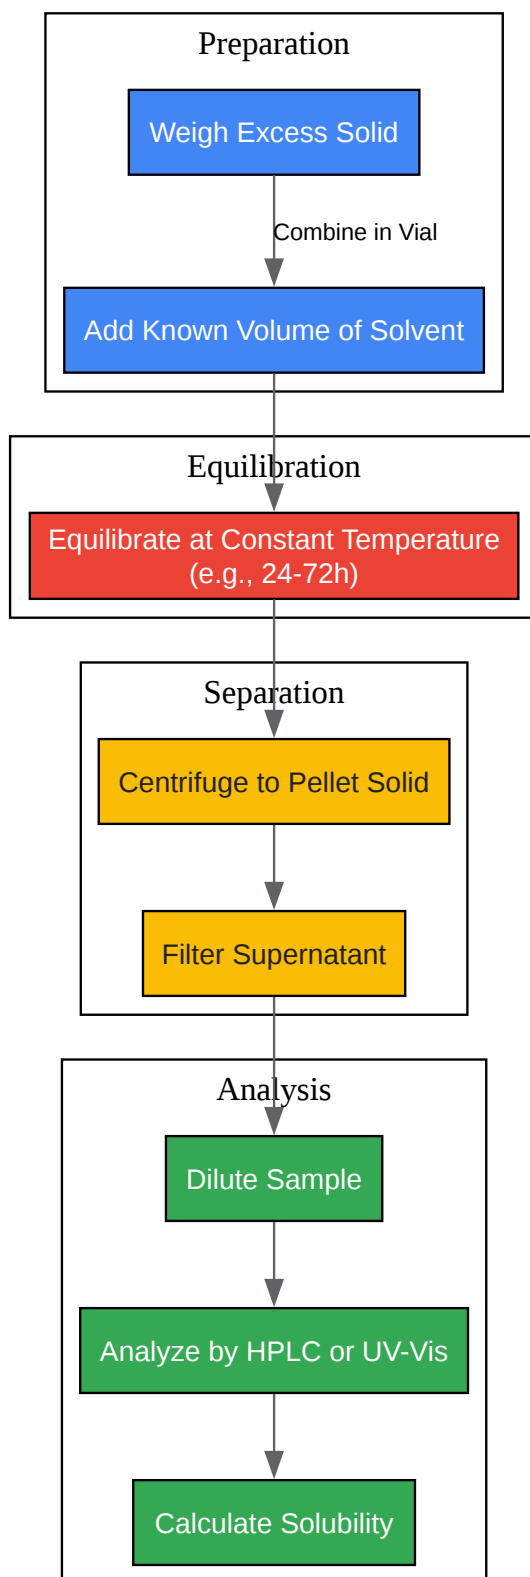 Preparation
Weigh Excess Solid
Combine in Vial
Add Known Volume of Solvent
Equilibration
Equilibrate at Constant Temperature
(e.g., 24-72h)
Separation
Centrifuge to Pellet Solid
Filter Supernatant
Analysis
Dilute Sample
Analyze by HPLC or UV-Vis
Calculate Solubility